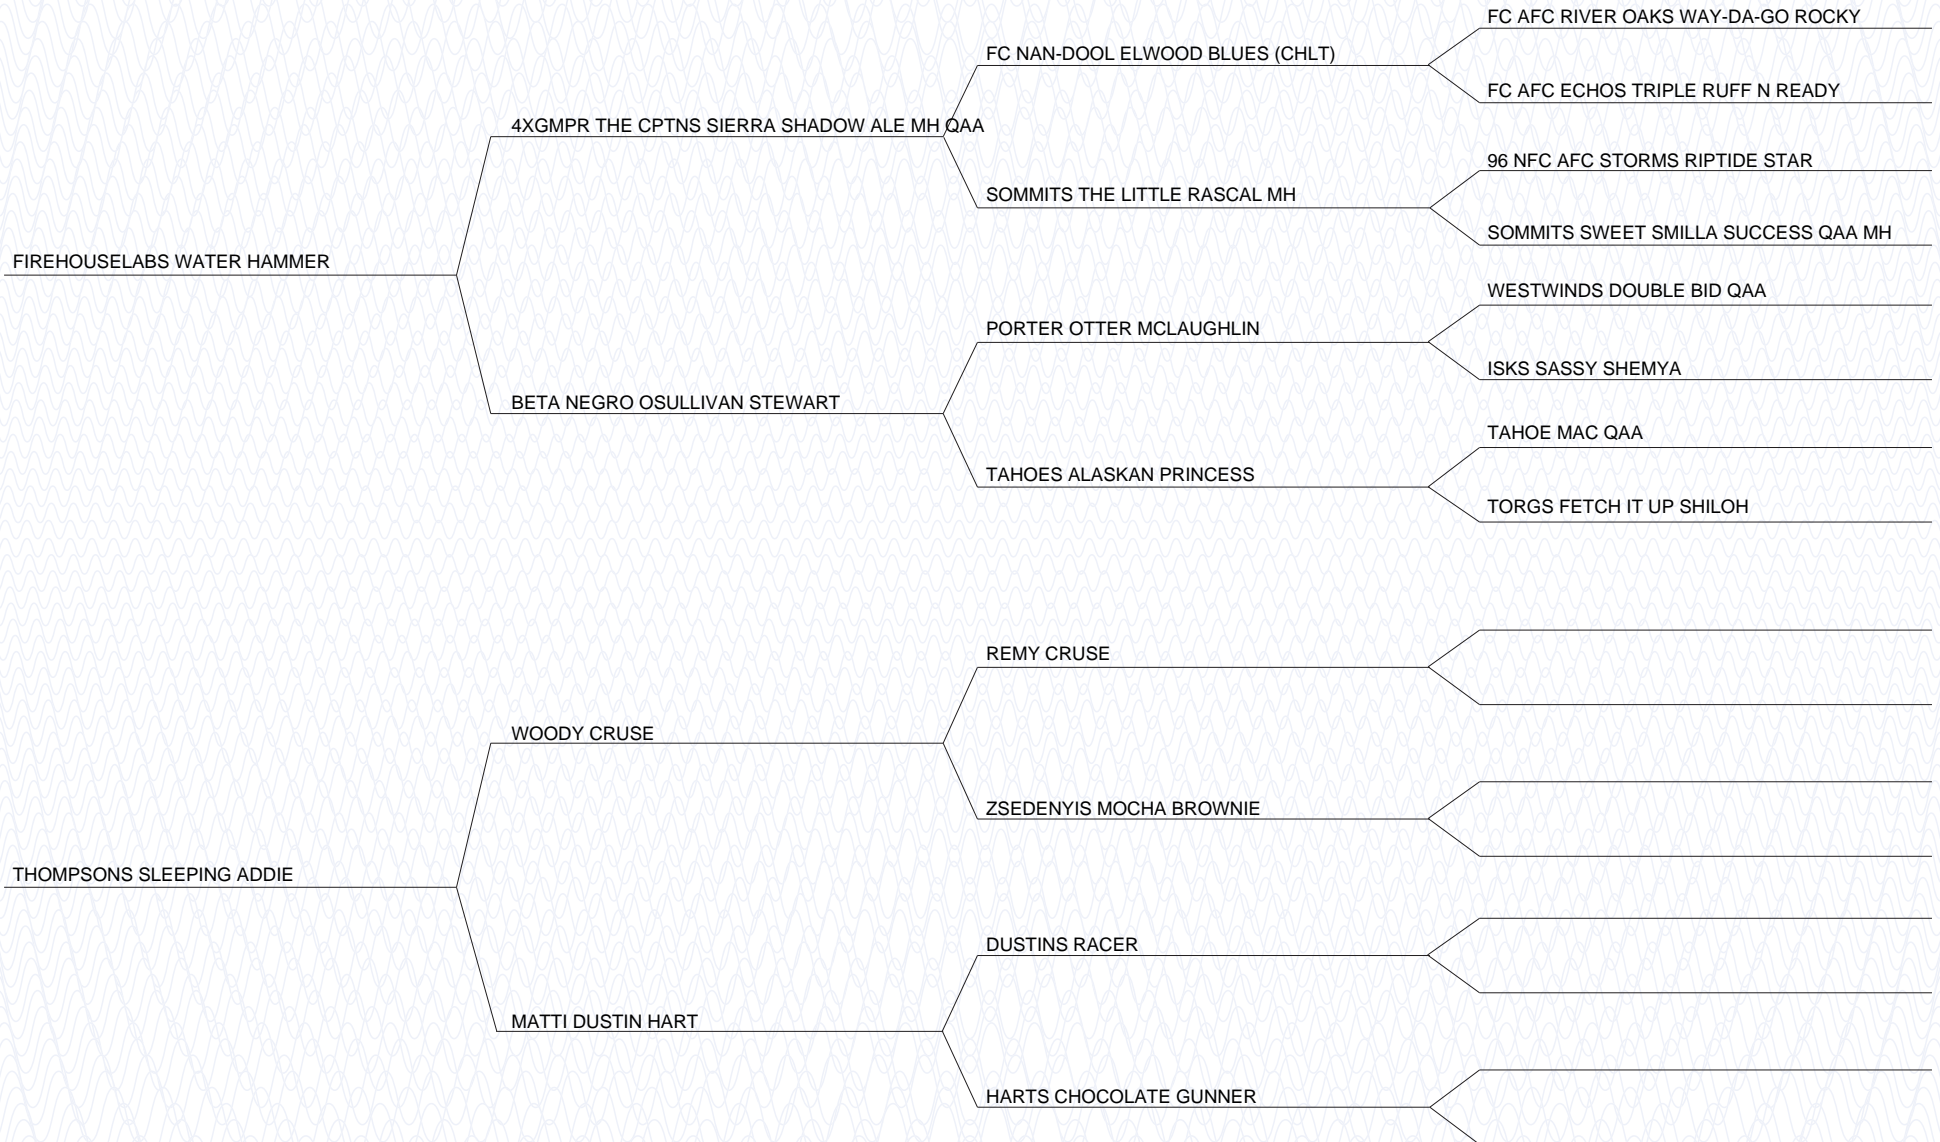 FC AFC RIVER OAKS WAY-DA-GO ROCKY
FC NAN-DOOL ELWOOD BLUES (CHLT)
FC AFC ECHOS TRIPLE RUFF N READY
4XGMPR THE CPTNS SIERRA SHADOW ALE MH QAA
96 NFC AFC STORMS RIPTIDE STAR
SOMMITS THE LITTLE RASCAL MH
SOMMITS SWEET SMILLA SUCCESS QAA MH
FIREHOUSELABS WATER HAMMER
WESTWINDS DOUBLE BID QAA
PORTER OTTER MCLAUGHLIN
ISKS SASSY SHEMYA
BETA NEGRO OSULLIVAN STEWART
TAHOE MAC QAA
TAHOES ALASKAN PRINCESS
TORGS FETCH IT UP SHILOH
REMY CRUSE
WOODY CRUSE
ZSEDENYIS MOCHA BROWNIE
THOMPSONS SLEEPING ADDIE
DUSTINS RACER
MATTI DUSTIN HART
HARTS CHOCOLATE GUNNER